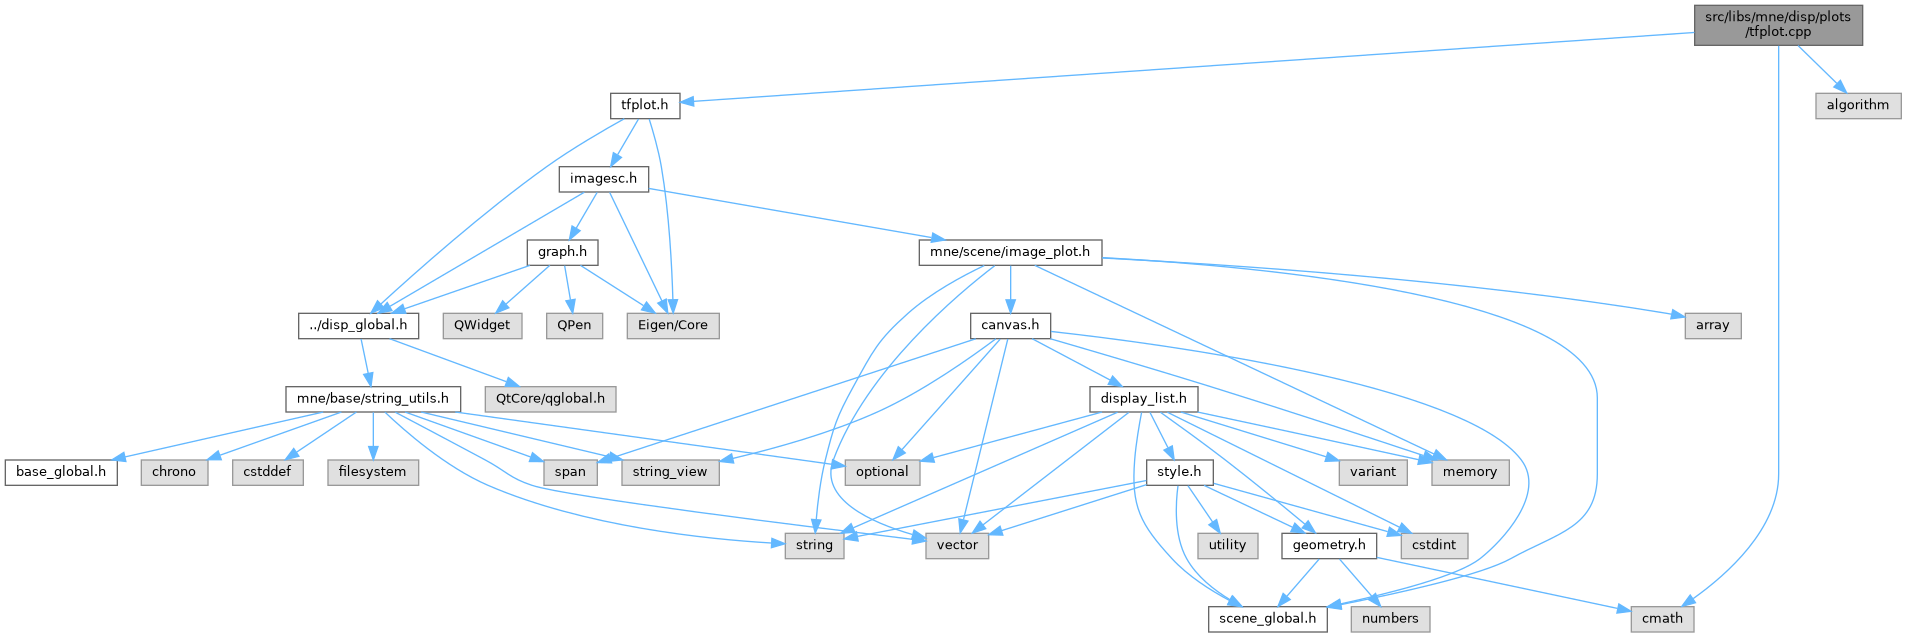 src/libs/mne/disp/plots
/tfplot.cpp
tfplot.h
algorithm
imagesc.h
graph.h
mne/scene/image_plot.h
../disp_global.h
QWidget
QPen
Eigen/Core
canvas.h
array
mne/base/string_utils.h
QtCore/qglobal.h
display_list.h
base_global.h
chrono
cstddef
filesystem
span
string_view
optional
style.h
variant
memory
string
vector
utility
geometry.h
cstdint
scene_global.h
numbers
cmath